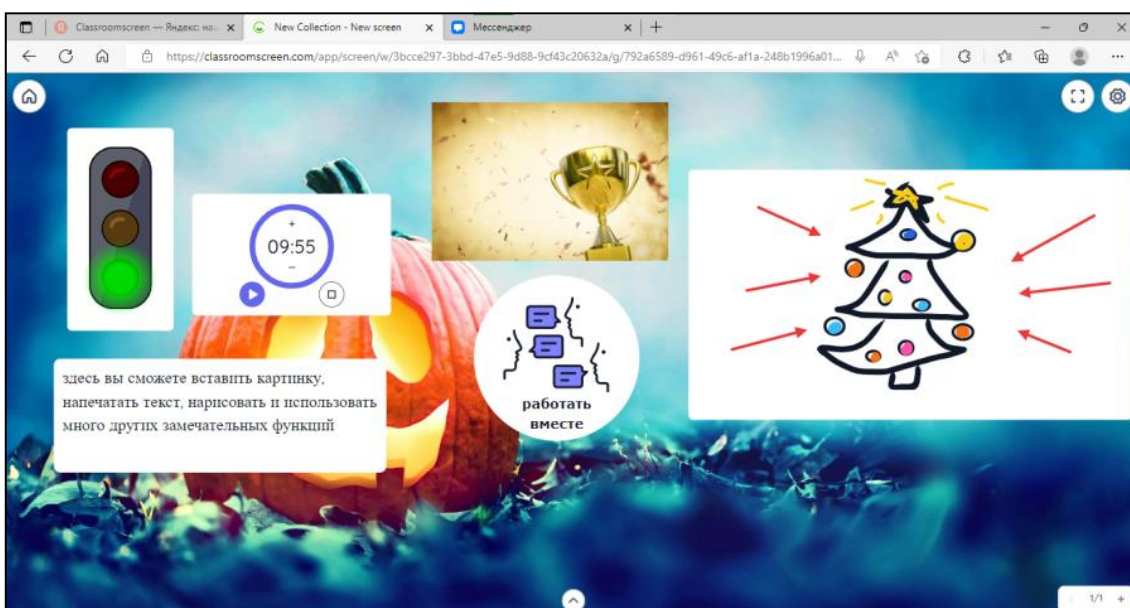 Classroomscreen — Яндекс: на
New Collection - New screen
Мессенджер
https://classroomscreen.com/app/screen/w/3bcce297-3bbd-47e5-9d88-9cf43c20632a/g/792a6589-d961-49c6-af1a-248b1996a01...
09:55
здесь вы сможете вставить картинку,
напечатать текст, нарисовать и использовать
много других замечательных функций
работать
вместе
1/1